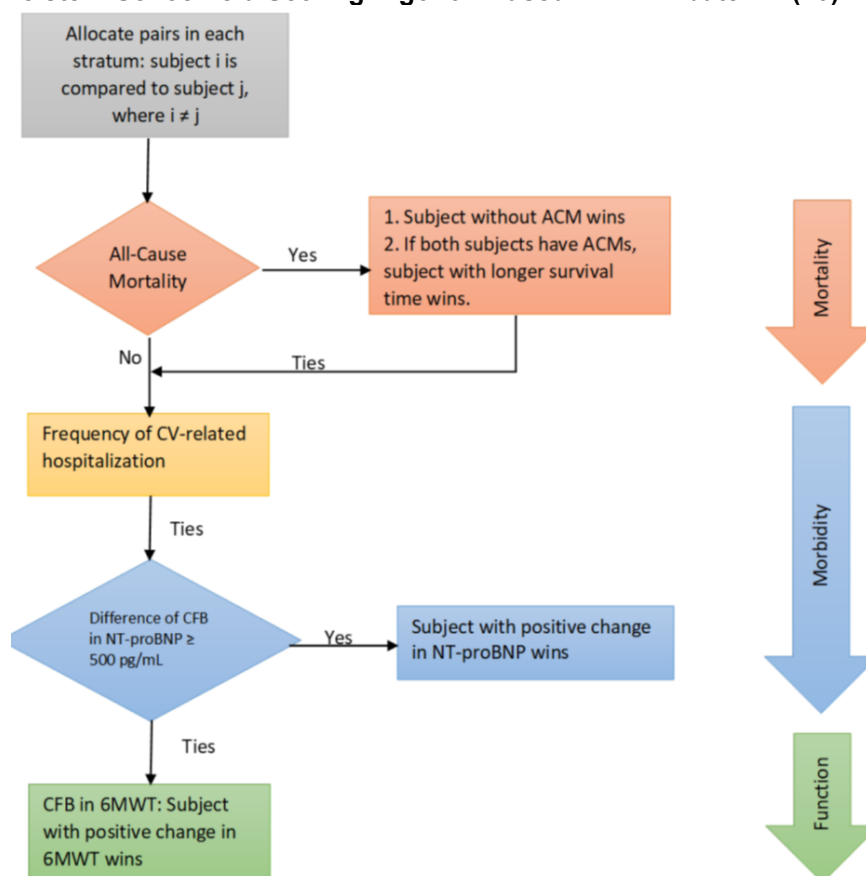 Allocate pairs in each
stratum: subject i is
compared to subject j,
where i ≠ j
All-Cause
Mortality
Yes
1. Subject without ACM wins
2. If both subjects have ACMs,
subject with longer survival
time wins.
Mortality
No
Ties
Frequency of CV-related
hospitalization
Ties
Morbidity
Difference of CFB
in NT-proBNP ≥
500 pg/mL
Yes
Subject with positive change
in NT-proBNP wins
Ties
CFB in 6MWT: Subject
with positive change in
6MWT wins
Function